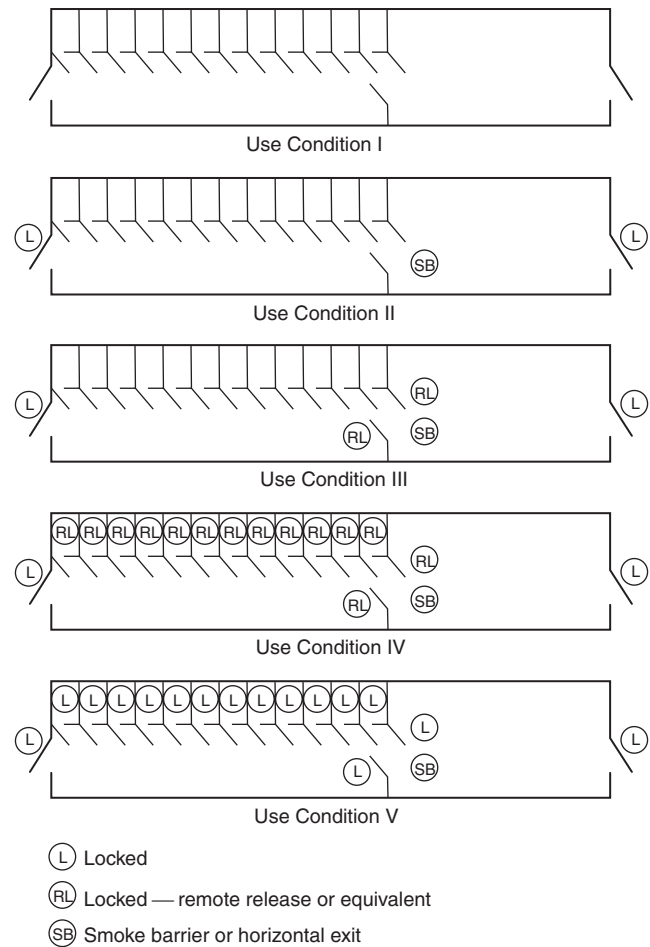 Use Condition I
L L
SB
Use Condition II
RL
L L
RL SB
Use Condition III
RL RL RL RL RL RL RL RL RL RL RL RL
RL
L L
RL SB
Use Condition IV
L L L L L L L L L L L L
L
L L
L SB
Use Condition V
L Locked
RL Locked — remote release or equivalent
SB Smoke barrier or horizontal exit